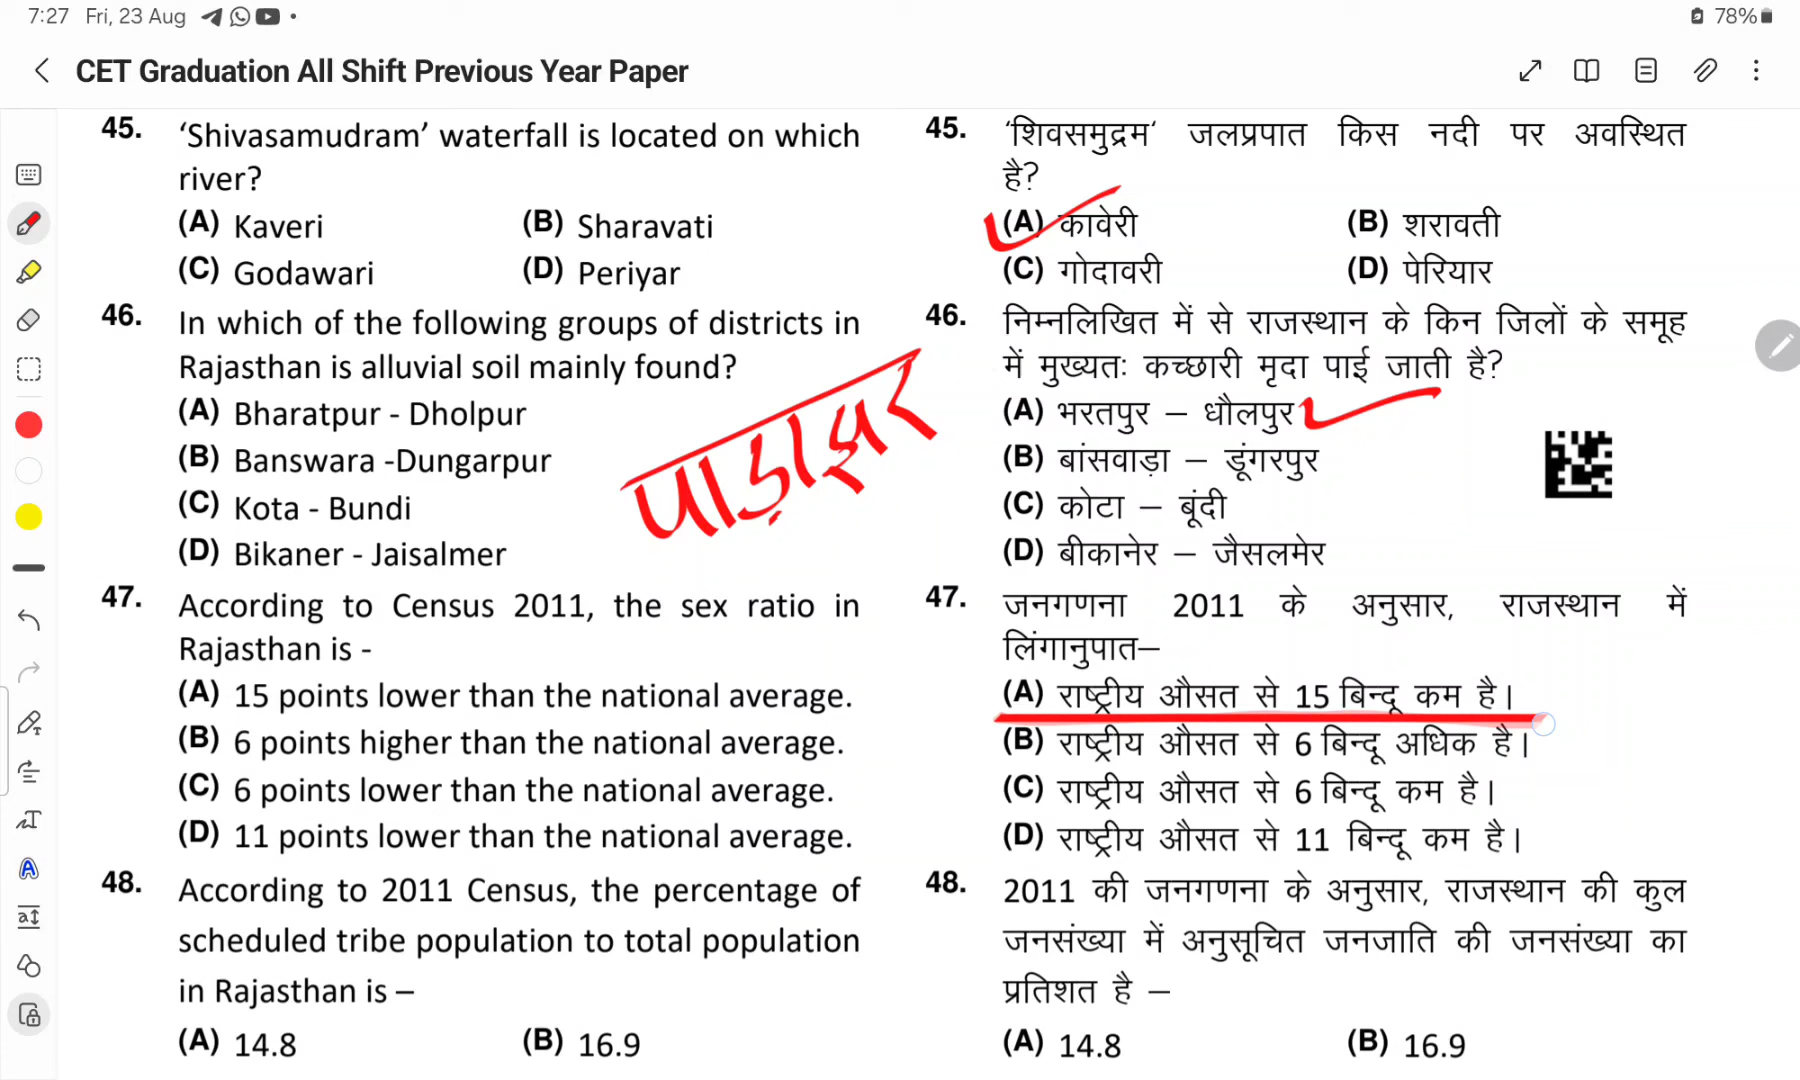 7:27 Fri, 23 Aug
78%
CET Graduation All Shift Previous Year Paper
45. ‘Shivasamudram’ waterfall is located on which
river?
(A) Kaveri (B) Sharavati
(C) Godawari (D) Periyar
46. In which of the following groups of districts in
Rajasthan is alluvial soil mainly found?
(A) Bharatpur - Dholpur
(B) Banswara -Dungarpur
(C) Kota - Bundi
(D) Bikaner - Jaisalmer
47. According to Census 2011, the sex ratio in
Rajasthan is -
(A) 15 points lower than the national average.
(B) 6 points higher than the national average.
(C) 6 points lower than the national average.
(D) 11 points lower than the national average.
48. According to 2011 Census, the percentage of
scheduled tribe population to total population
in Rajasthan is –
(A) 14.8 (B) 16.9
45. ‘शिवसमुद्रम‘ जलप्रपात किस नदी पर अवस्थित
है?
(A) कावेरी (B) शरावती
(C) गोदावरी (D) पेरियार
46. निम्नलिखित में से राजस्थान के किन जिलों के समूह
में मुख्यतः कच्छारी मृदा पाई जाती है?
(A) भरतपुर – धौलपुर
(B) बांसवाड़ा – डूंगरपुर
(C) कोटा – बूंदी
(D) बीकानेर – जैसलमेर
47. जनगणना 2011 के अनुसार, राजस्थान में
लिंगानुपात–
(A) राष्ट्रीय औसत से 15 बिन्दू कम है।
(B) राष्ट्रीय औसत से 6 बिन्दू अधिक है।
(C) राष्ट्रीय औसत से 6 बिन्दू कम है।
(D) राष्ट्रीय औसत से 11 बिन्दू कम है।
48. 2011 की जनगणना के अनुसार, राजस्थान की कुल
जनसंख्या में अनुसूचित जनजाति की जनसंख्या का
प्रतिशत है –
(A) 14.8 (B) 16.9